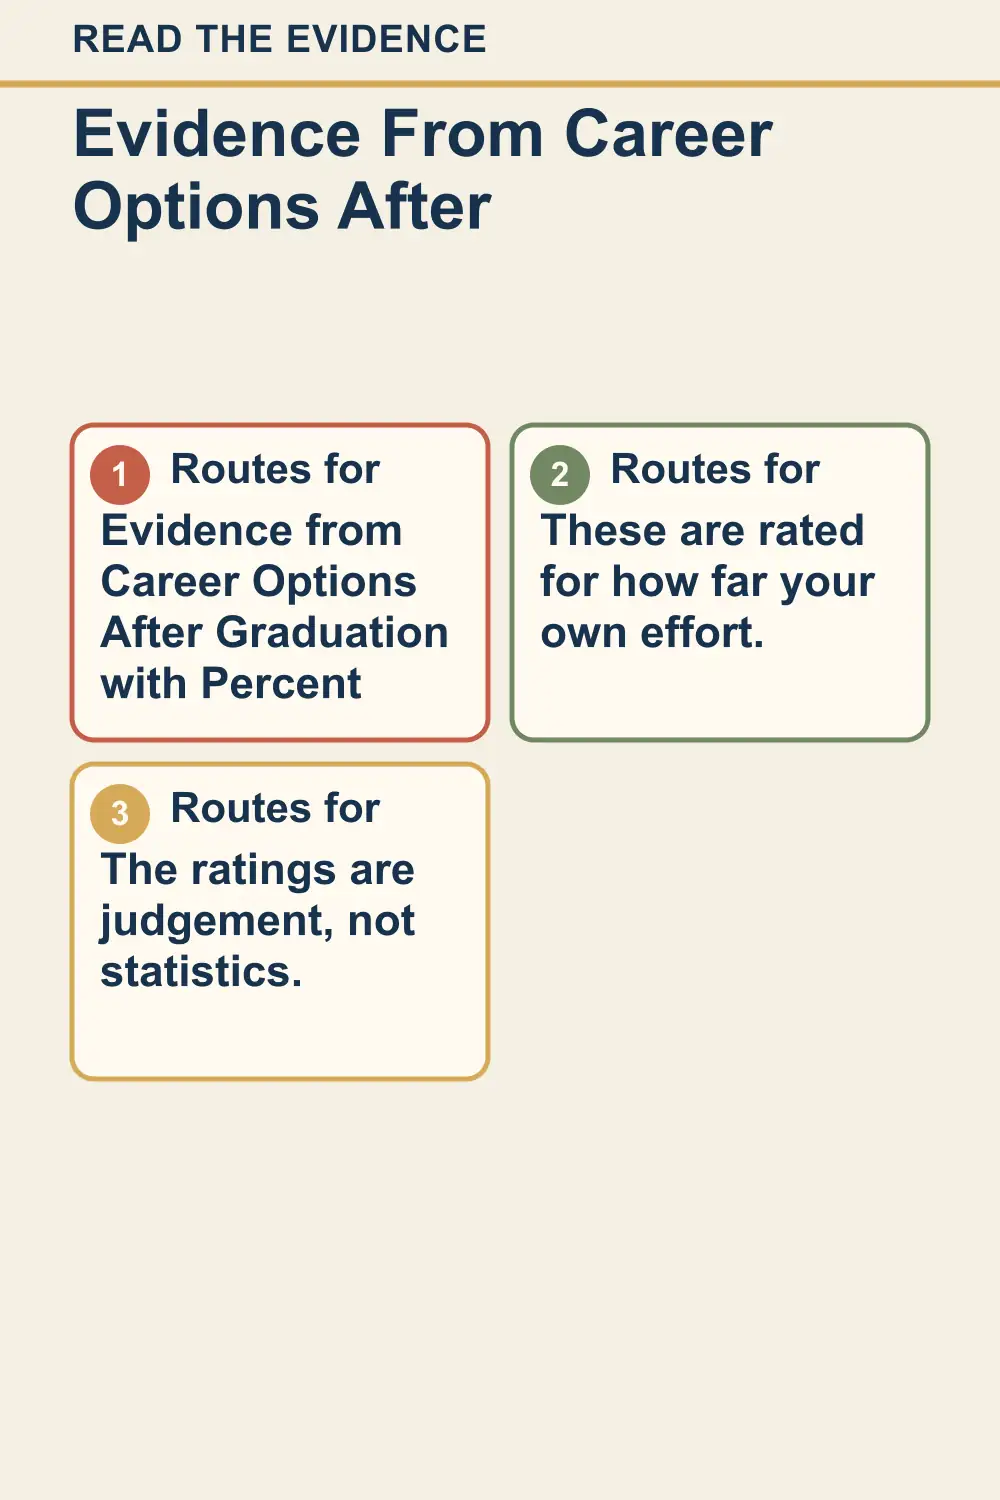 READ THE EVIDENCE
Evidence From Career
Options After
1 Routes for
Evidence from
Career Options
After Graduation
with Percent
2 Routes for
These are rated
for how far your
own effort.
3 Routes for
The ratings are
judgement, not
statistics.